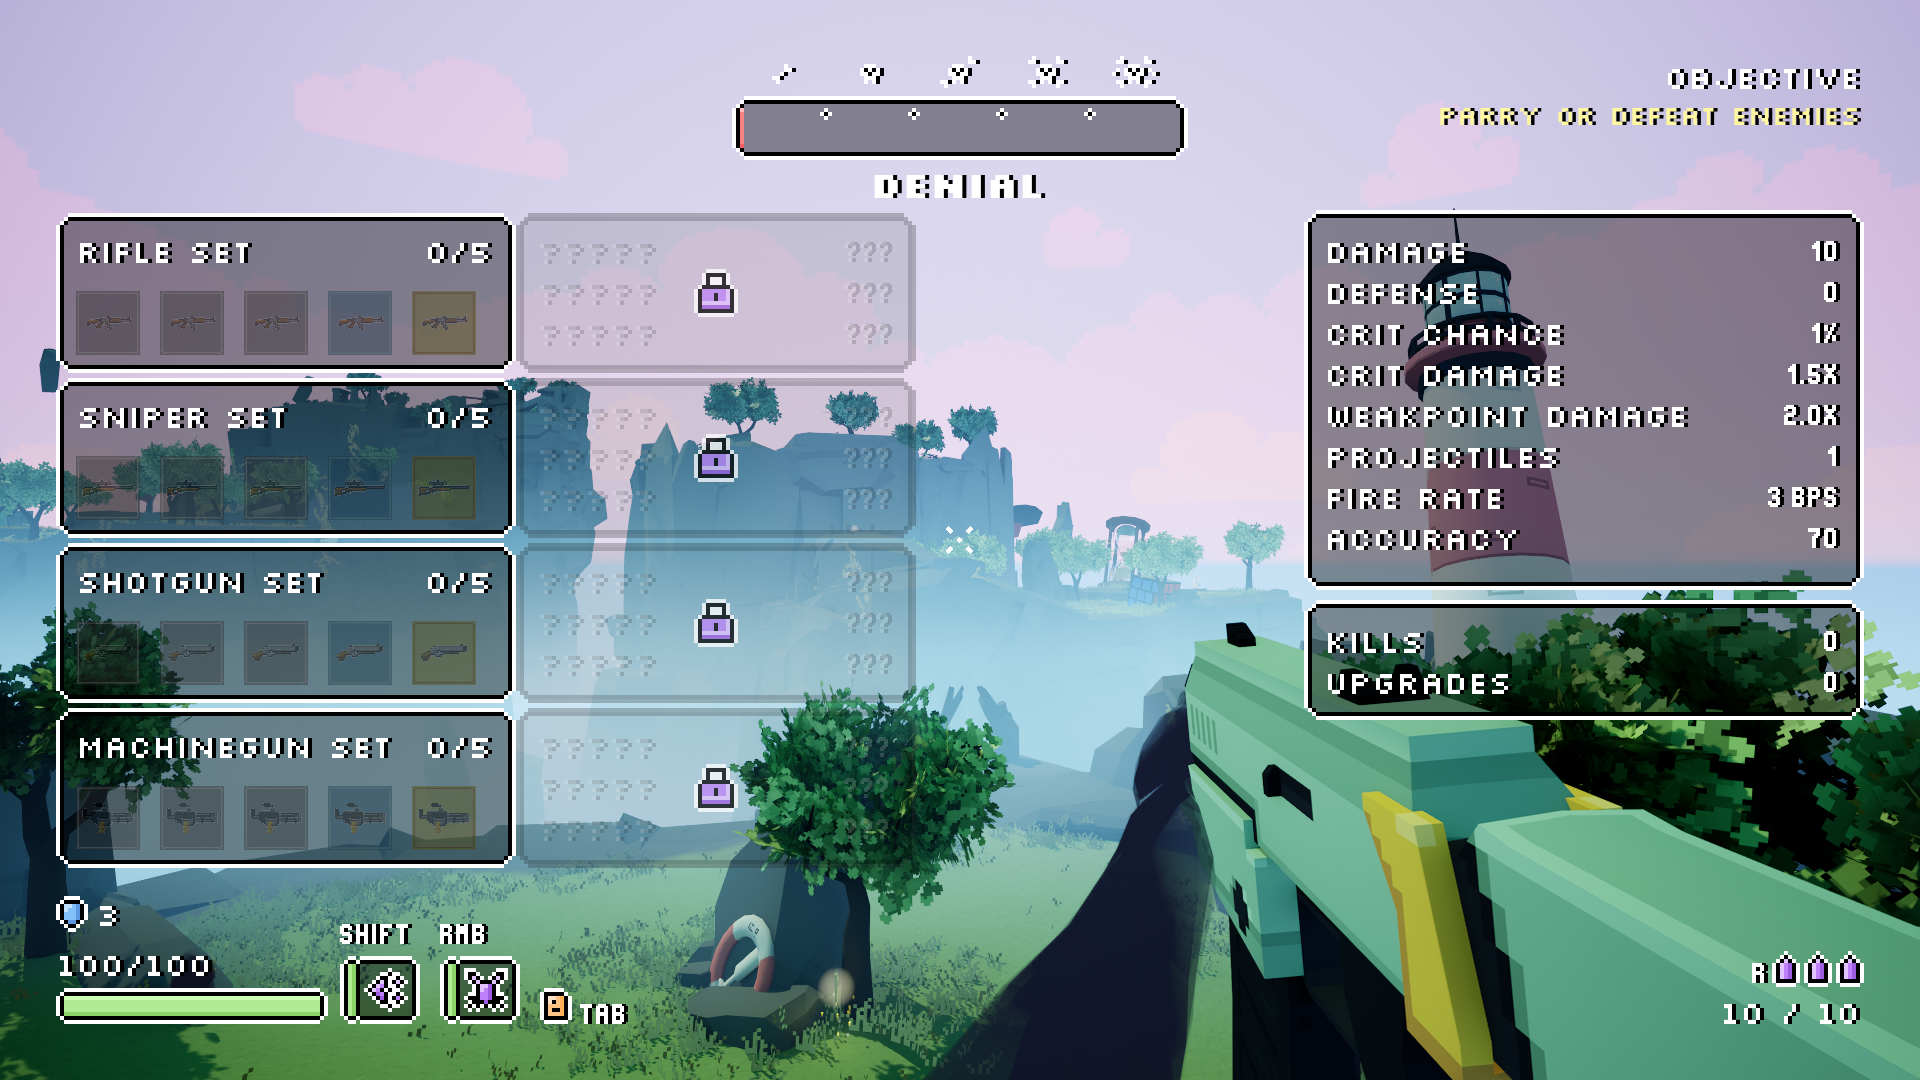 OBJECTIVE
PARRY OR DEFEAT ENEMIES
DENIAL
RIFLE SET 0/5
????? ???
????? ???
????? ???
SNIPER SET 0/5
????? ???
????? ???
????? ???
SHOTGUN SET 0/5
????? ???
????? ???
????? ???
MACHINEGUN SET 0/5
????? ???
????? ???
????? ???
DAMAGE 10
DEFENSE 0
CRIT CHANCE 1%
CRIT DAMAGE 1.5X
WEAKPOINT DAMAGE 2.0X
PROJECTILES 1
FIRE RATE 3 BPS
ACCURACY 70
KILLS 0
UPGRADES 0
3
100/100
SHIFT RMB
TAB
R
10 / 10